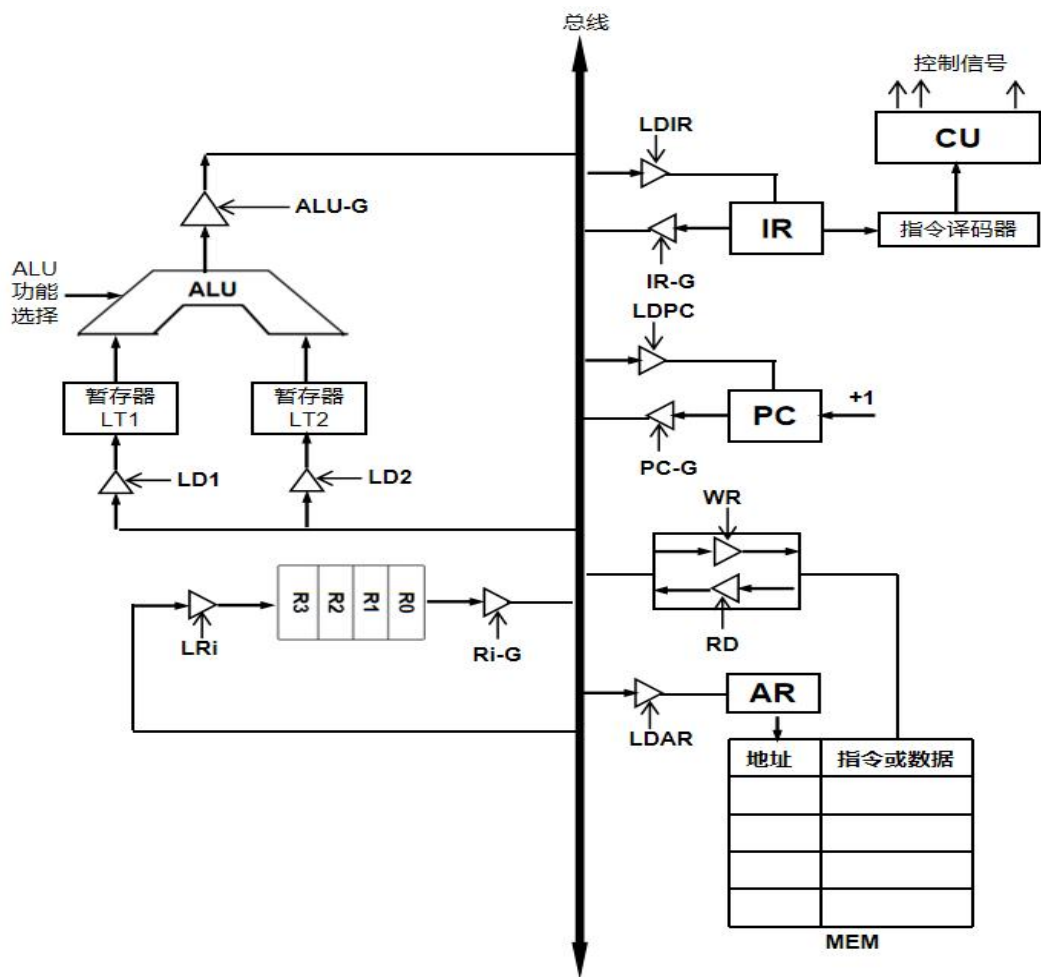 总线
控制信号
CU
指令译码器
LDIR
IR
IR-G
ALU-G
ALU
功能
选择
ALU
暂存器
LT1
暂存器
LT2
LD1
LD2
LDPC
PC
+1
PC-G
WR
RD
R3
R2
R1
R0
LRi
Ri-G
AR
LDAR
地址
指令或数据
MEM